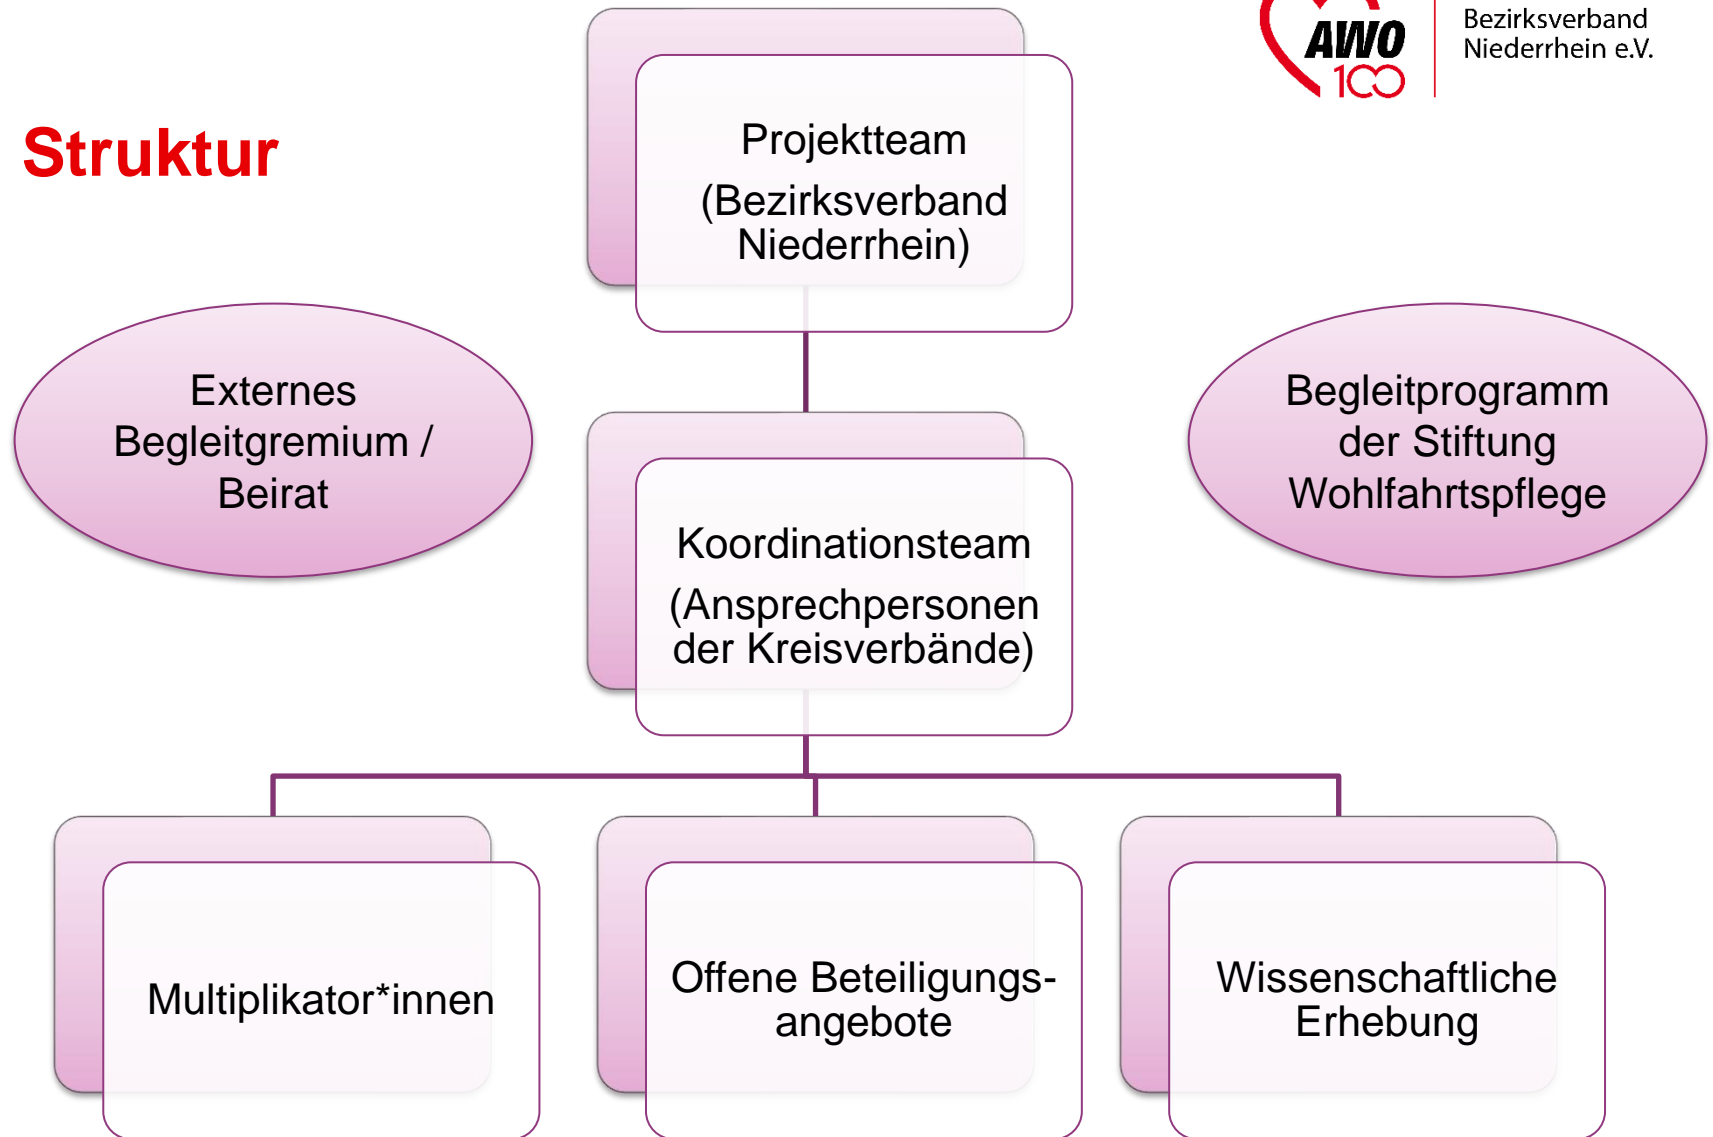 AWO
100
Bezirksverband
Niederrhein e.V.
Struktur
Projektteam
(Bezirksverband
Niederrhein)
Externes
Begleitgremium /
Beirat
Begleitprogramm
der Stiftung
Wohlfahrtspflege
Koordinationsteam
(Ansprechpersonen
der Kreisverbände)
Multiplikator*innen
Offene Beteiligungs-
angebote
Wissenschaftliche
Erhebung